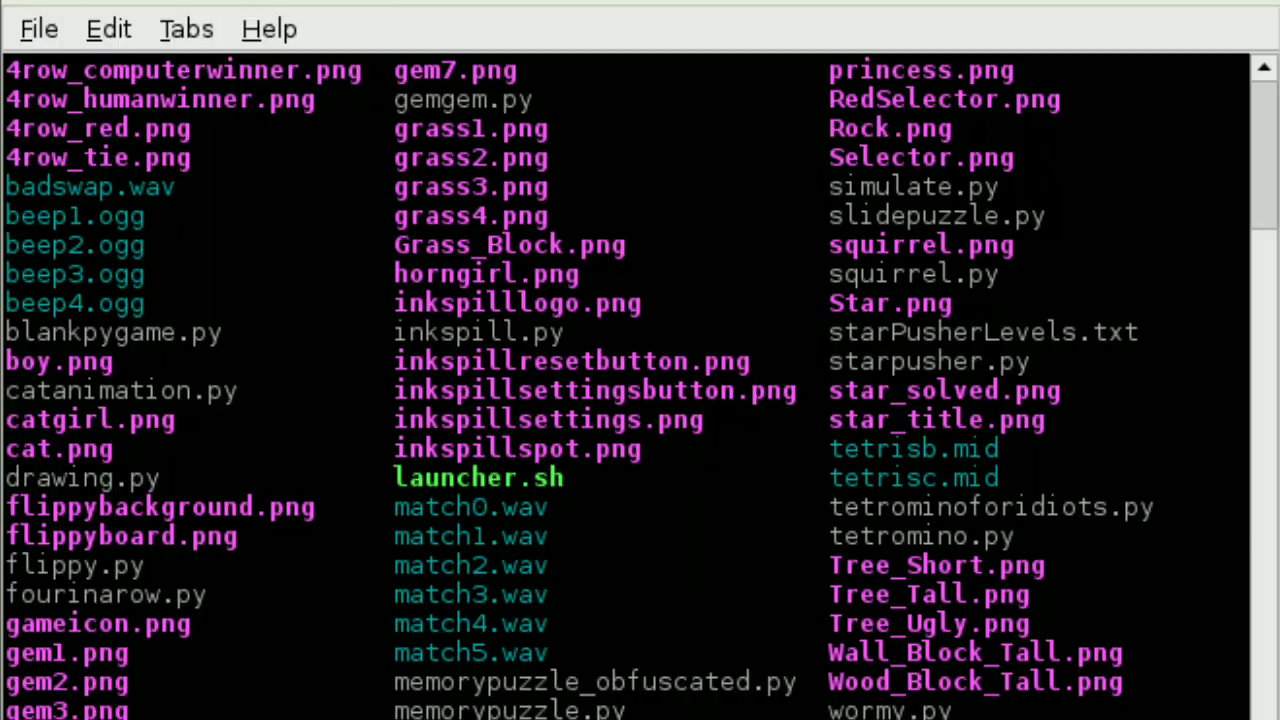 File Edit Tabs Help
4row_computerwinner.png gem7.png princess.png
4row_humanwinner.png gemgem.py RedSelector.png
4row_red.png grass1.png Rock.png
4row_tie.png grass2.png Selector.png
badswap.wav grass3.png simulate.py
beep1.ogg grass4.png slidepuzzle.py
beep2.ogg Grass_Block.png squirrel.png
beep3.ogg horngirl.png squirrel.py
beep4.ogg inkspilllogo.png Star.png
blankpygame.py inkspill.py starPusherLevels.txt
boy.png inkspillresetbutton.png starpusher.py
catanimation.py inkspillsettingsbutton.png star_solved.png
catgirl.png inkspillsettings.png star_title.png
cat.png inkspillspot.png tetrisb.mid
drawing.py launcher.sh tetrisc.mid
flippybackground.png match0.wav tetrominoforidiots.py
flippyboard.png match1.wav tetromino.py
flippy.py match2.wav Tree_Short.png
fourinarow.py match3.wav Tree_Tall.png
gameicon.png match4.wav Tree_Ugly.png
gem1.png match5.wav Wall_Block_Tall.png
gem2.png memorypuzzle_obfuscated.py Wood_Block_Tall.png
gem3.png memorypuzzle.py wormy.py